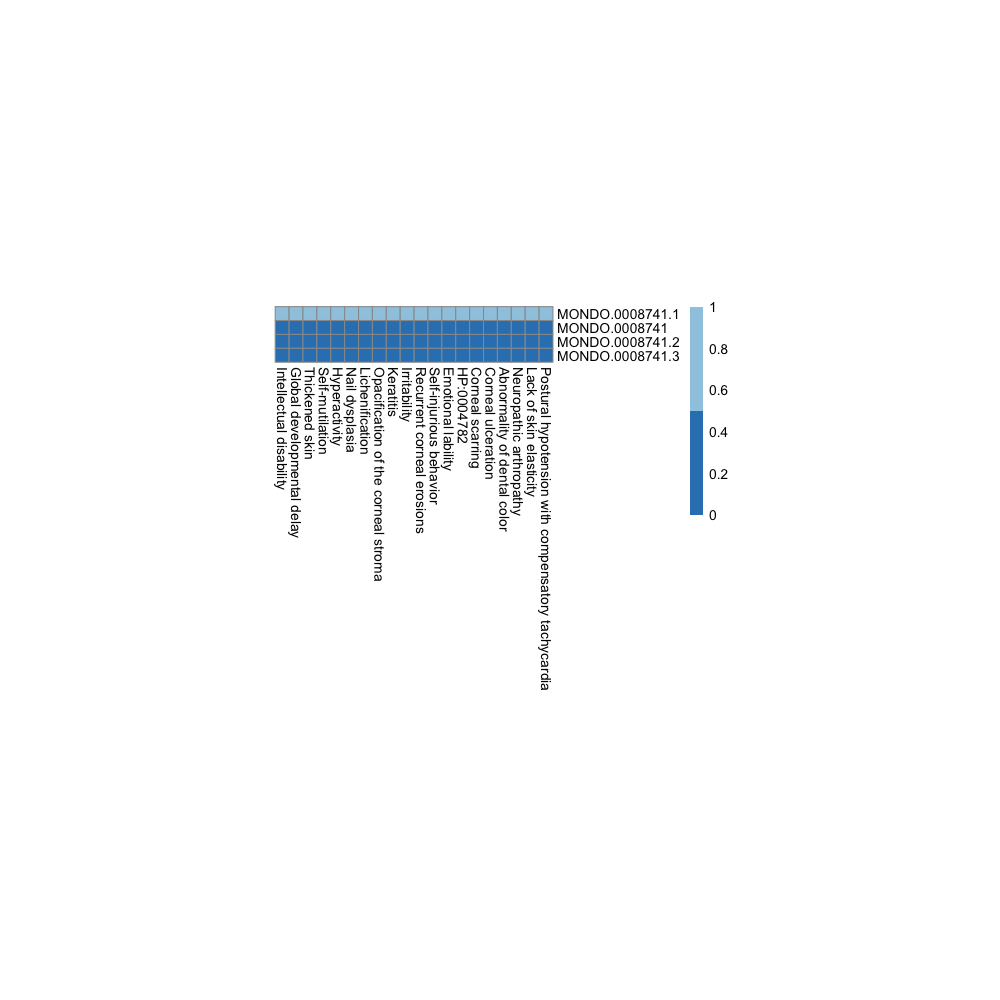 MONDO.0008741.1
MONDO.0008741
MONDO.0008741.2
MONDO.0008741.3
1
0.8
0.6
0.4
0.2
0
Intellectual disability
Global developmental delay
Thickened skin
Self-mutilation
Hyperactivity
Nail dysplasia
Lichenification
Opacification of the corneal stroma
Keratitis
Irritability
Recurrent corneal erosions
Self-injurious behavior
Emotional lability
HP:0004782
Corneal scarring
Corneal ulceration
Abnormality of dental color
Neuropathic arthropathy
Lack of skin elasticity
Postural hypotension with compensatory tachycardia